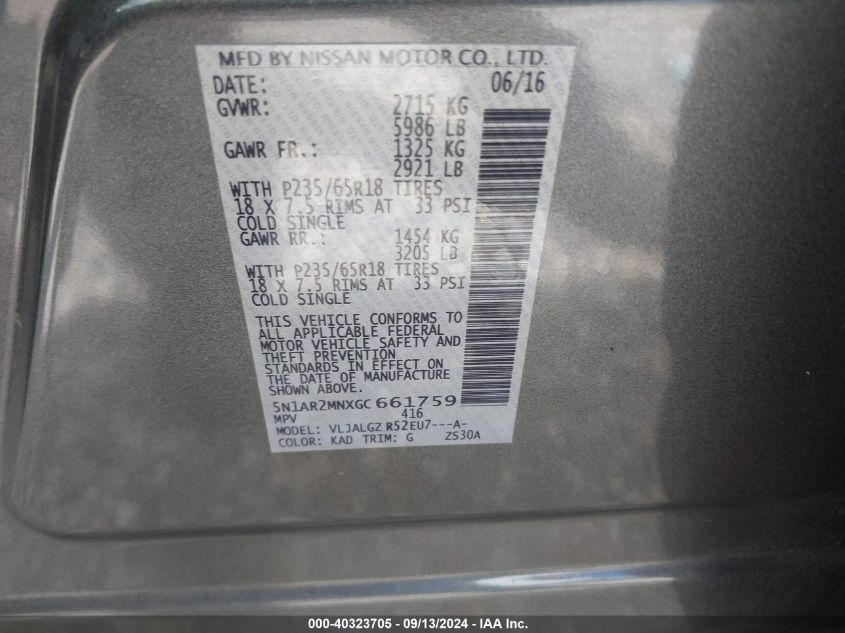 MFD BY NISSAN MOTOR CO., LTD.
DATE: 06/16
GVWR: 2715 KG
5986 LB
GAWR FR.: 1325 KG
2921 LB
WITH P235/65R18 TIRES
18 X 7.5 RIMS AT 33 PSI
COLD SINGLE
GAWR RR.: 1454 KG
3205 LB
WITH P235/65R18 TIRES
18 X 7.5 RIMS AT 33 PSI
COLD SINGLE
THIS VEHICLE CONFORMS TO
ALL APPLICABLE FEDERAL
MOTOR VEHICLE SAFETY AND
THEFT PREVENTION
STANDARDS IN EFFECT ON
THE DATE OF MANUFACTURE
SHOWN ABOVE.
5N1AR2MNXGC 661759
MPV 416
MODEL: VLJALGZ R52EU7---A-
COLOR: KAD TRIM: G ZS30A
000-40323705 - 09/13/2024 - IAA Inc.